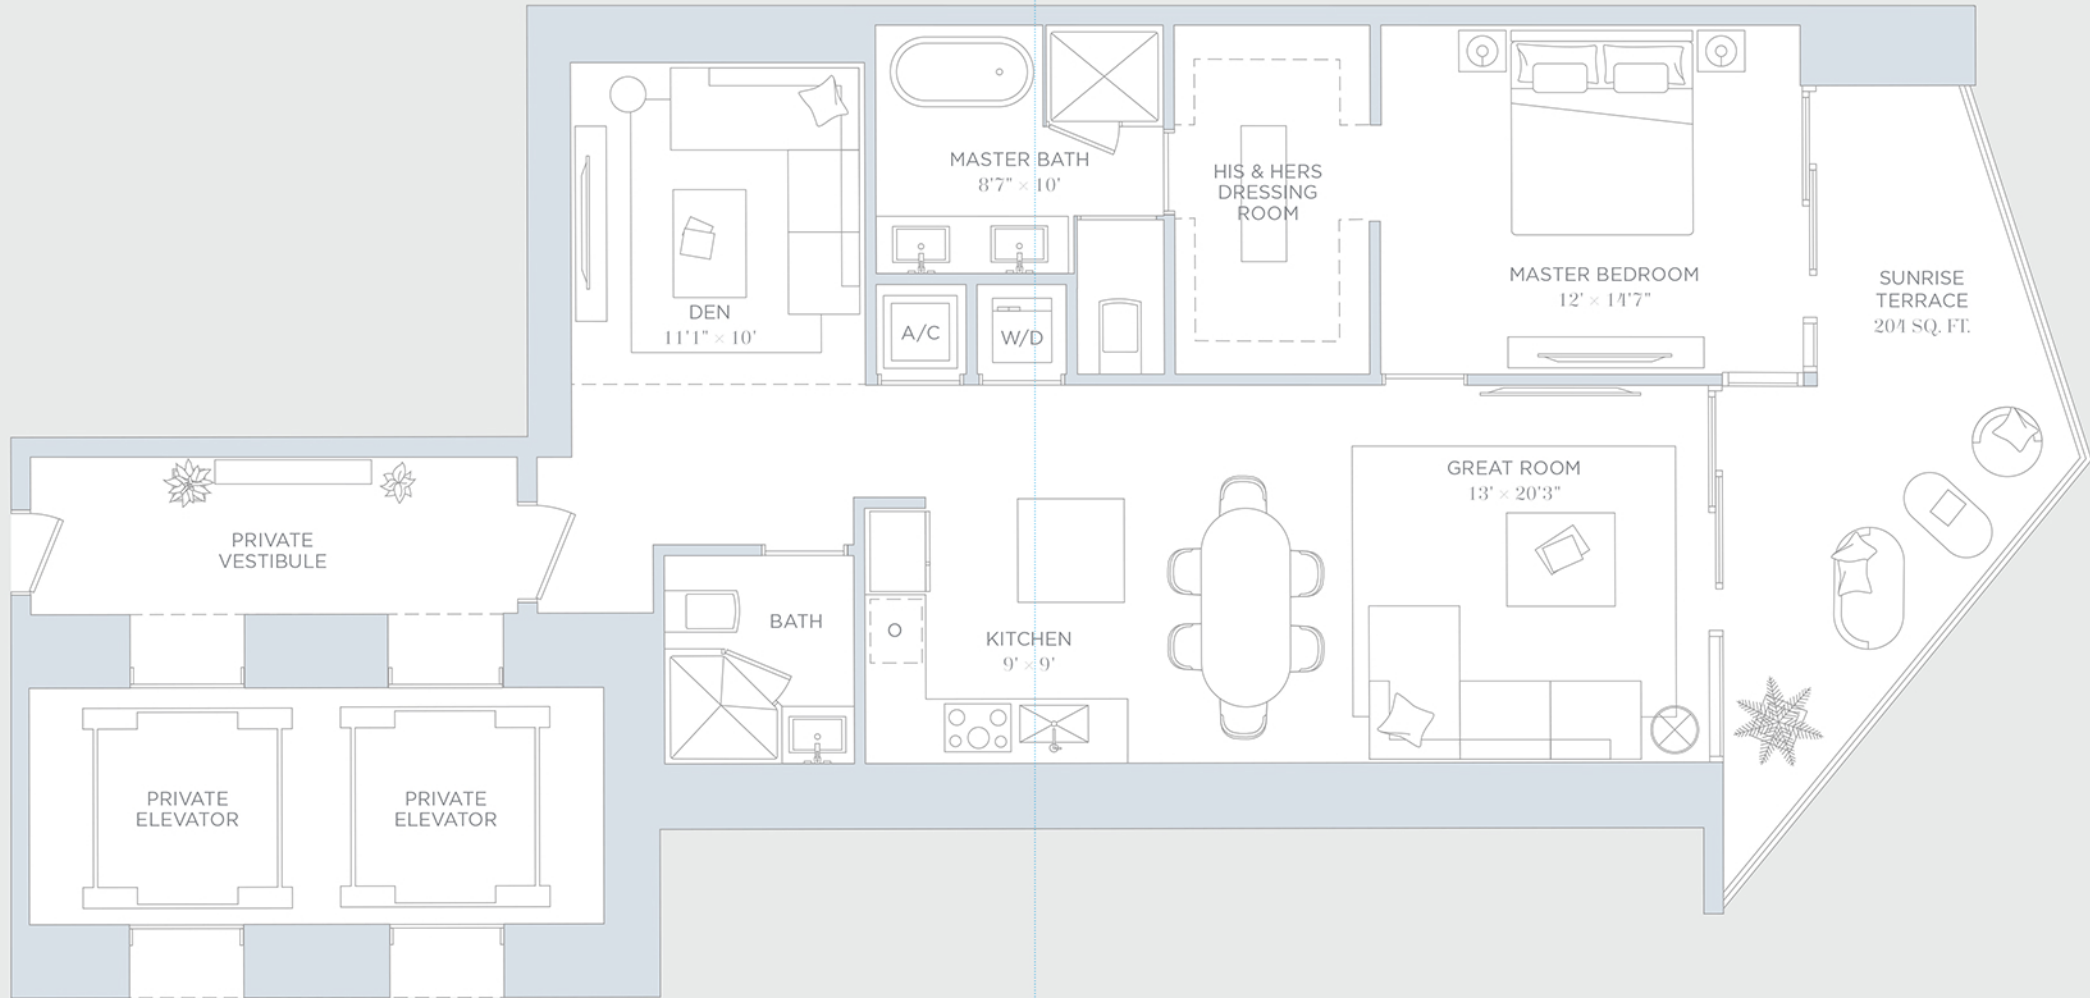 MASTER BATH
8'7" × 10'
HIS & HERS
DRESSING
ROOM
MASTER BEDROOM
12' × 14'7"
SUNRISE
TERRACE
204 SQ. FT.
DEN
11'1" × 10'
A/C
W/D
GREAT ROOM
13' × 20'3"
PRIVATE
VESTIBULE
BATH
KITCHEN
9' × 9'
PRIVATE
ELEVATOR
PRIVATE
ELEVATOR